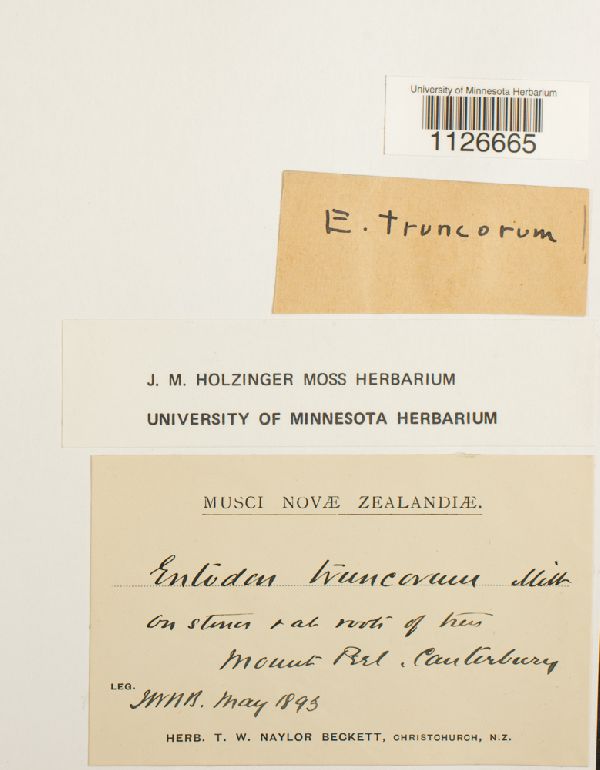 University of Minnesota Herbarium
1126665
E. truncorum
J. M. HOLZINGER MOSS HERBARIUM
UNIVERSITY OF MINNESOTA HERBARIUM
MUSCI NOVÆ ZEALANDIÆ.
Entodon truncorum Mitt
on stones & at roots of trees
Mount Peel, Canterbury
LEG. TWNB. May 1893
HERB. T. W. NAYLOR BECKETT, CHRISTCHURCH, N.Z.